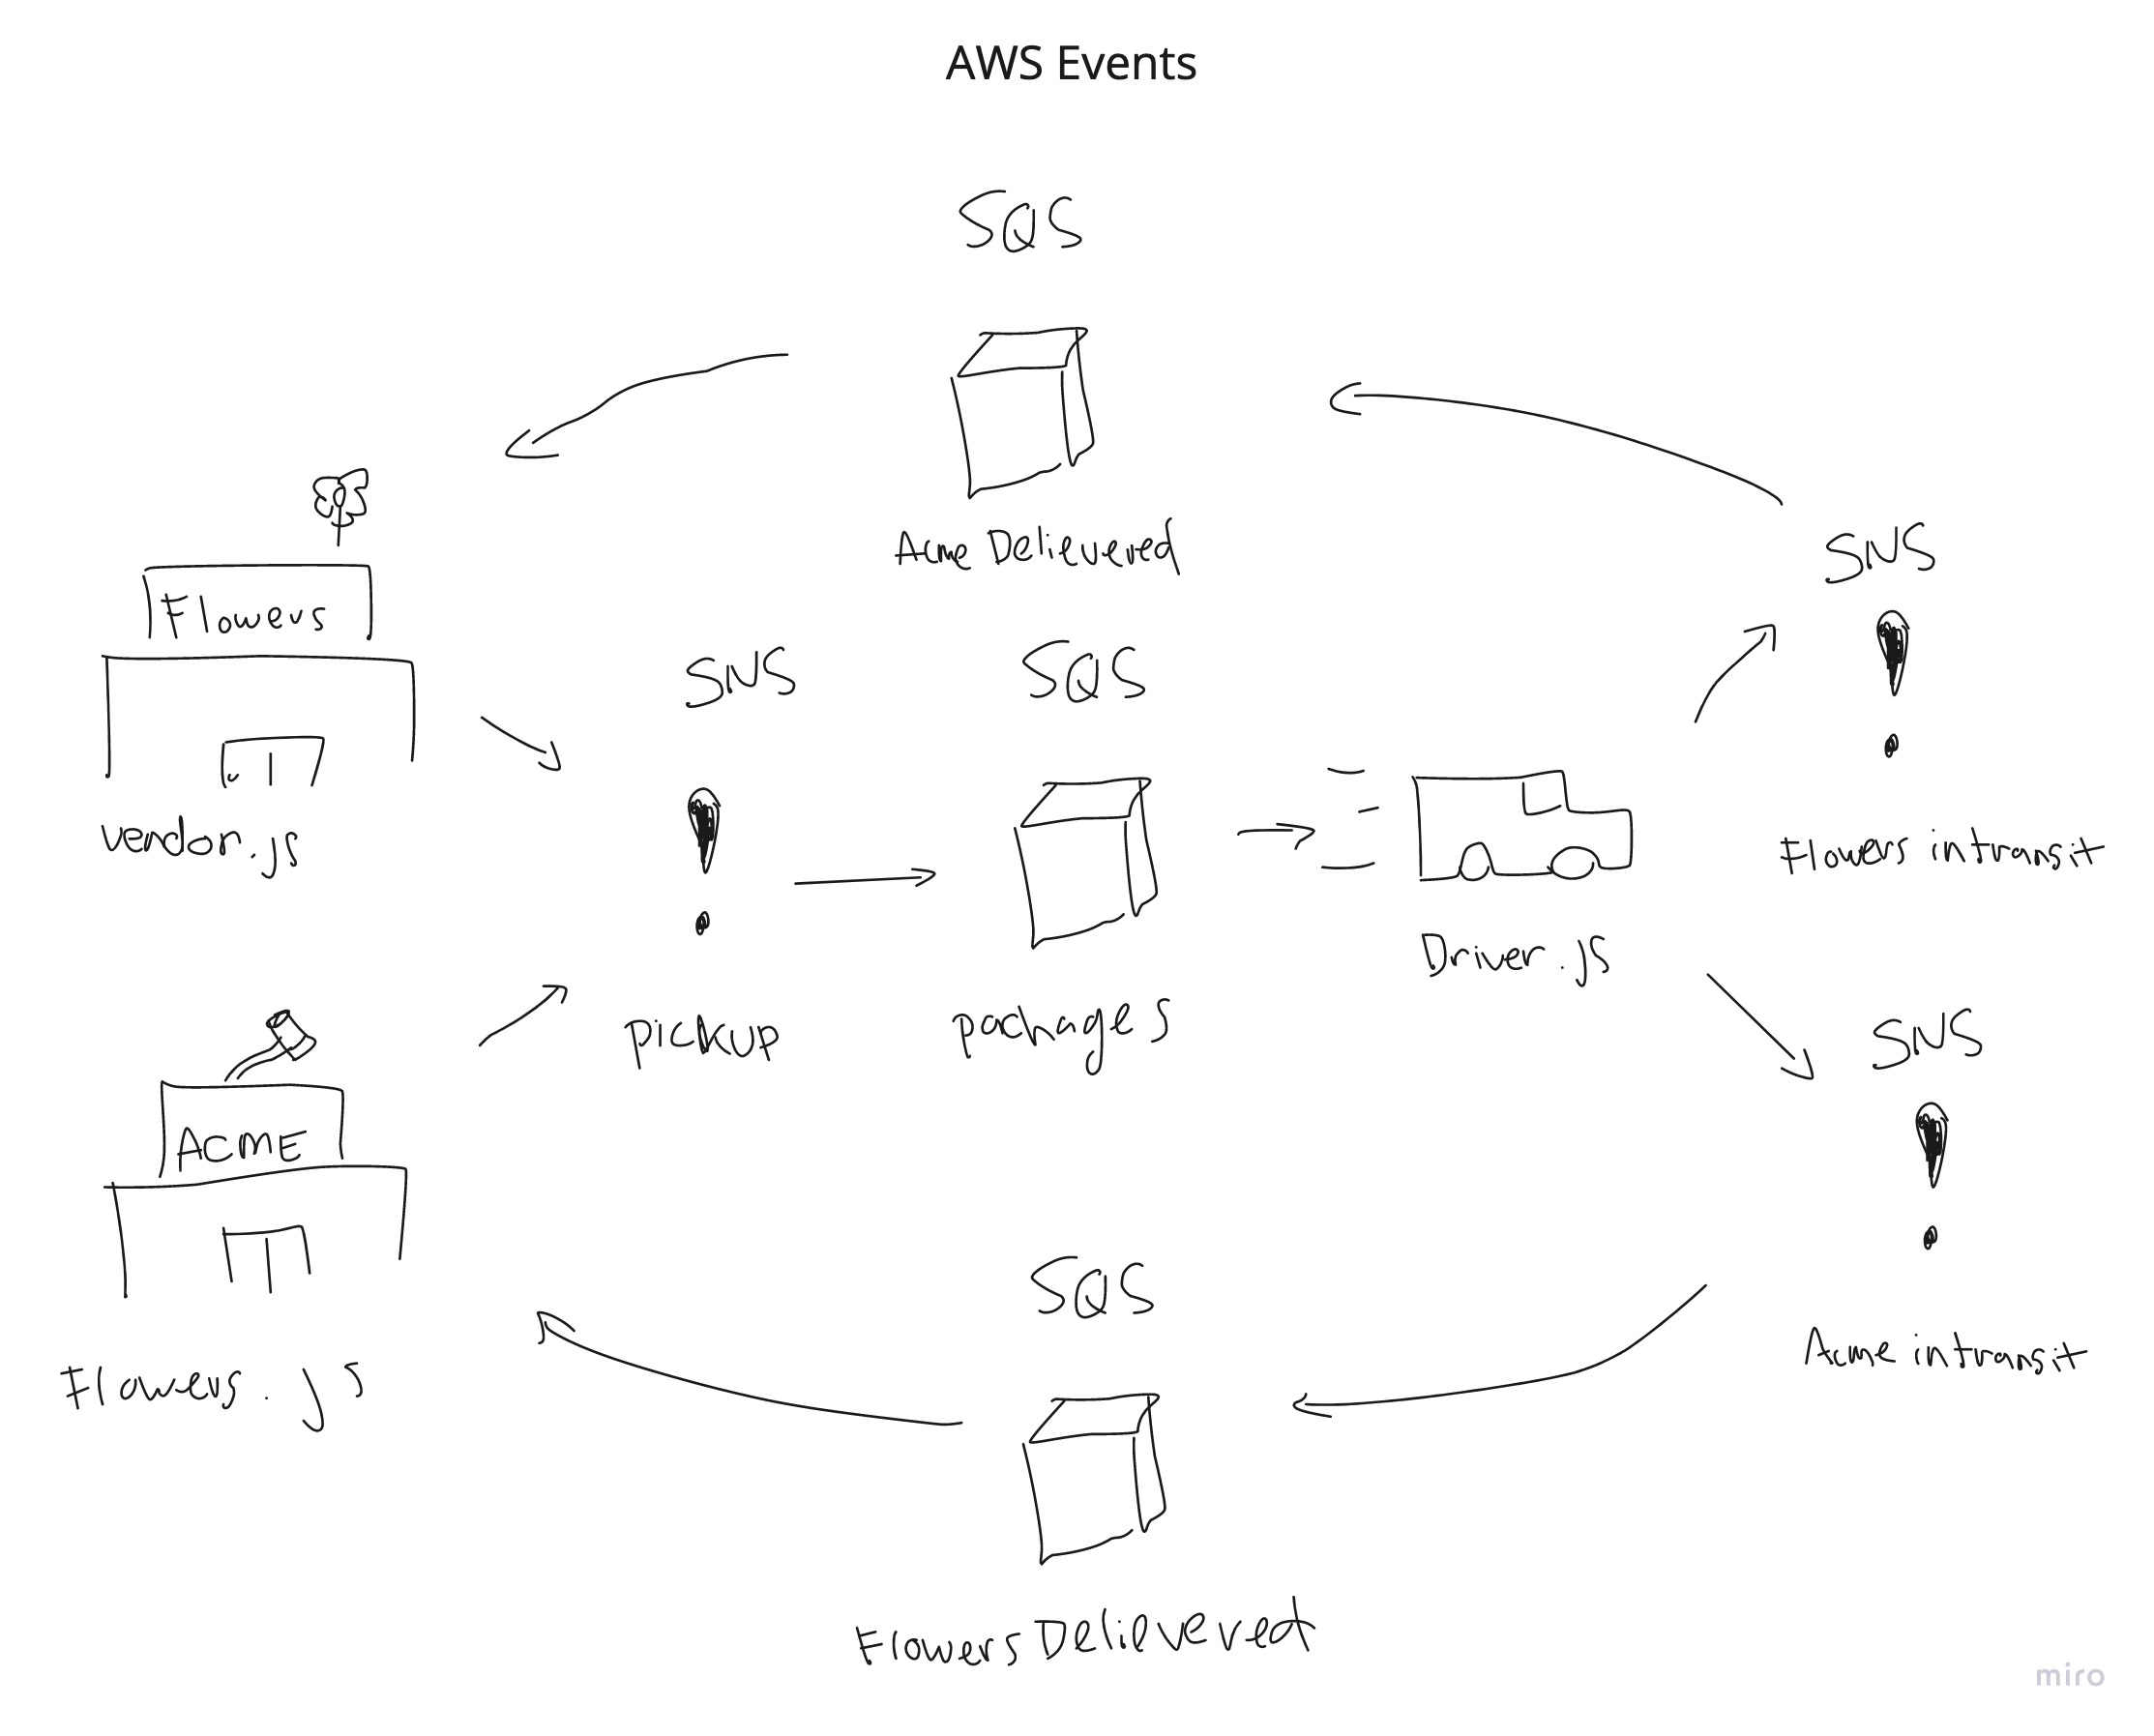 AWS Events
SQS
Acme Delievered
SNS
Flowers
SNS
SQS
vendor.js
Flowers intransit
Driver.js
pickup
packages
SNS
ACME
SQS
Acme intransit
Flowers.js
Flowers Delievered
miro